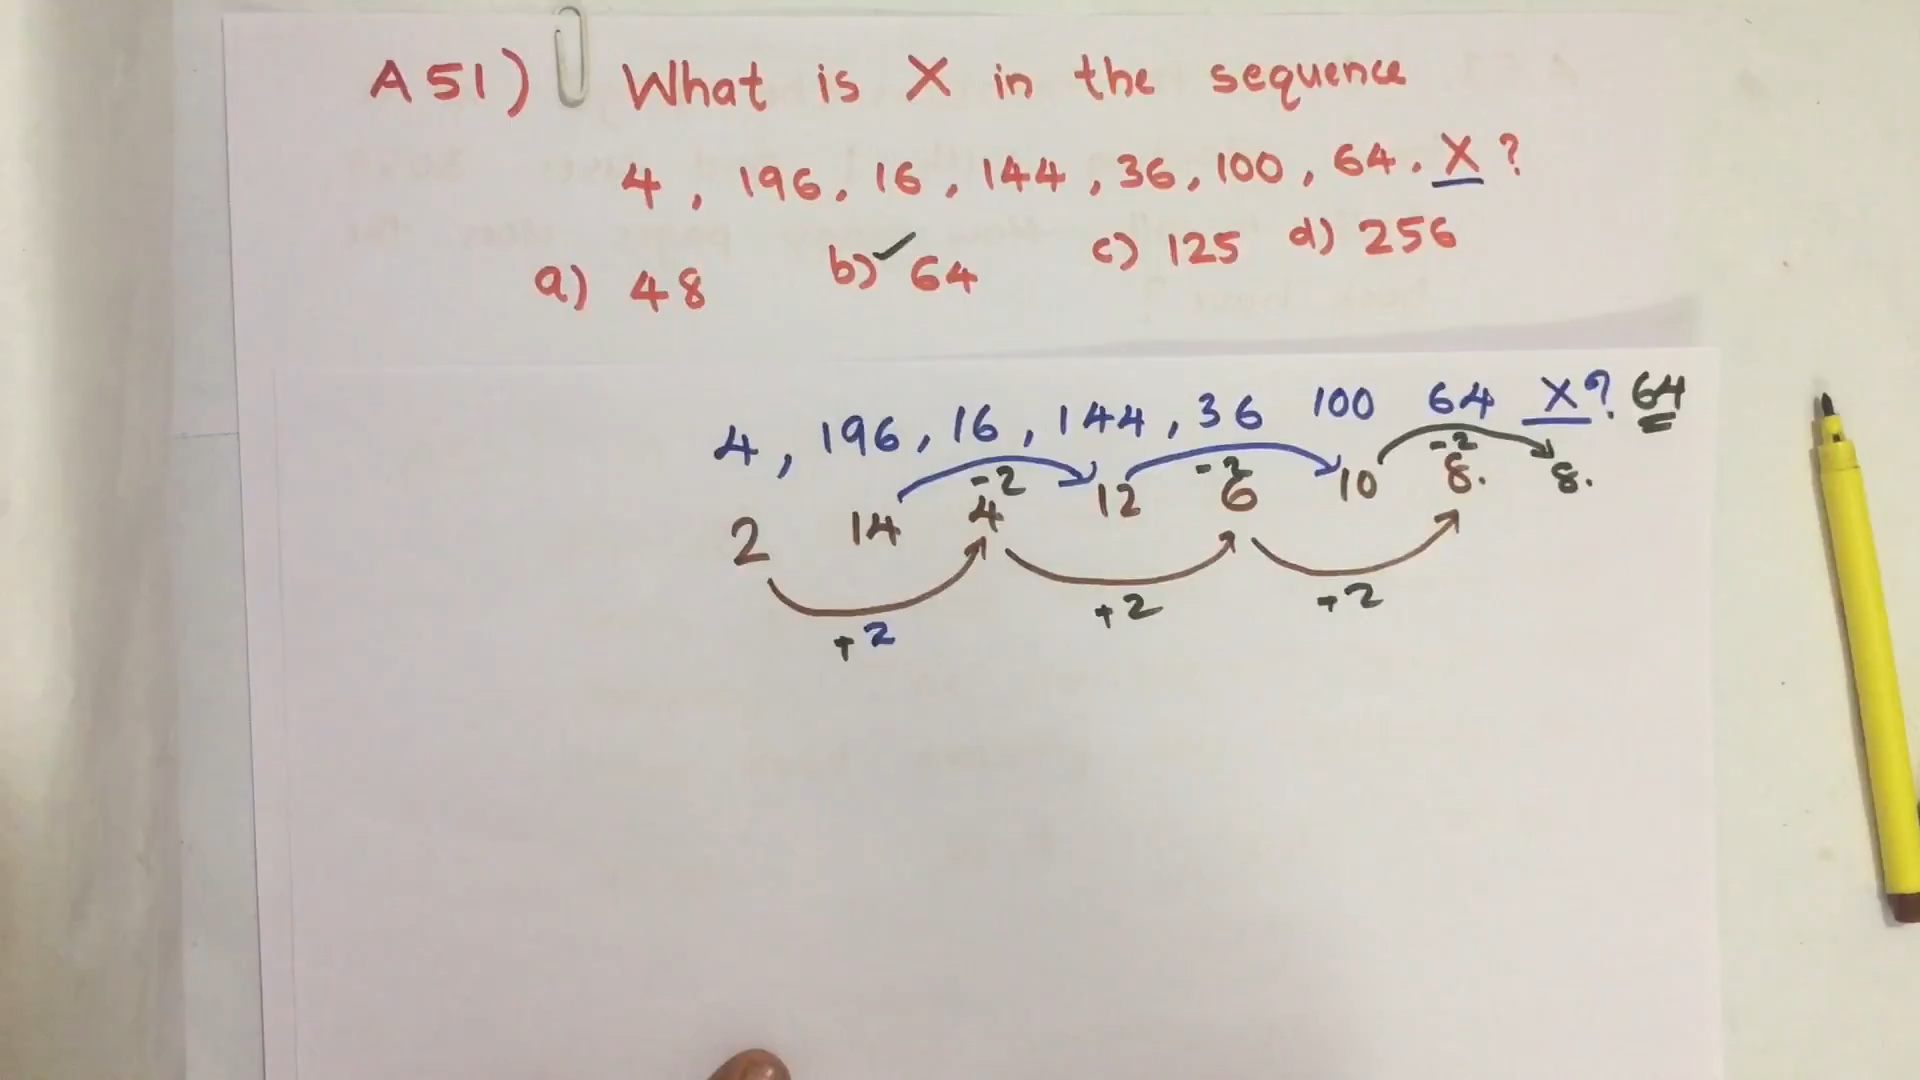 A51) What is X in the sequence
4, 196, 16, 144, 36, 100, 64. X ?
a) 48 b) 64 c) 125 d) 256
4, 196, 16, 144, 36 100 64 X? 64
-2 -2 -2
2 14 4 12 6 10 8. 8.
+2 +2 +2